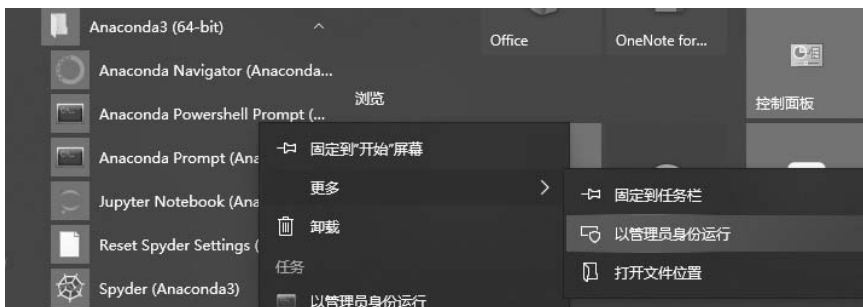 Anaconda3 (64-bit)
Anaconda Navigator (Anaconda...
Anaconda Powershell Prompt (...
Anaconda Prompt (Ana
Jupyter Notebook (Ana
Reset Spyder Settings (
Spyder (Anaconda3)
Office
OneNote for...
浏览
控制面板
固定到"开始"屏幕
更多
卸载
任务
以管理员身份运行
固定到任务栏
以管理员身份运行
打开文件位置